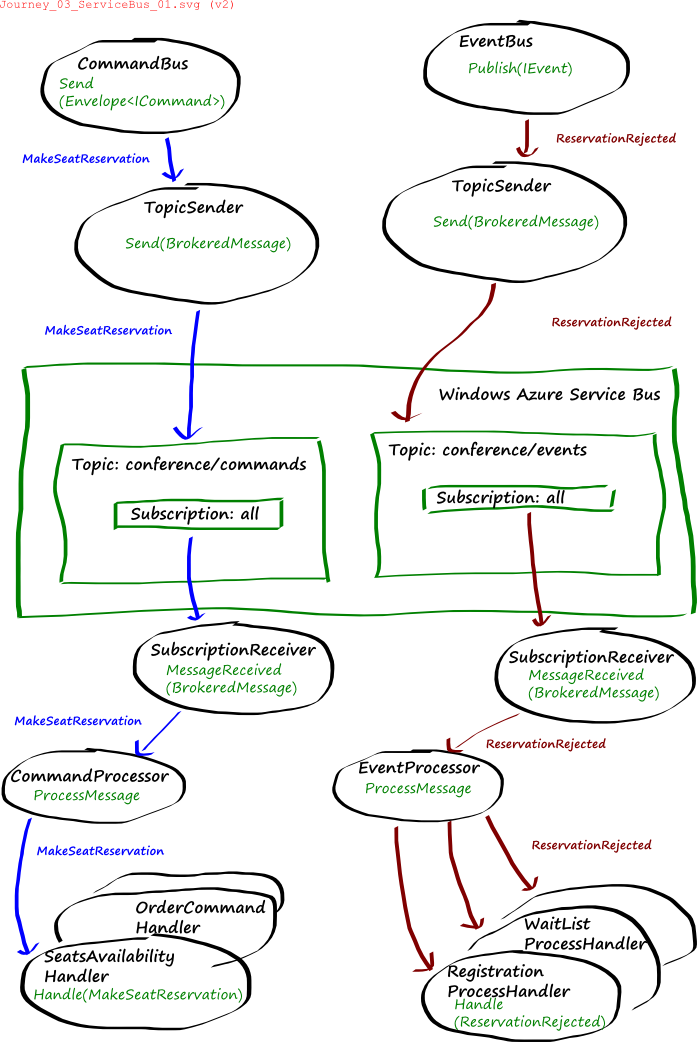 Journey_03_ServiceBus_01.svg (v2)
CommandBus
Send
(Envelope<ICommand>)
EventBus
Publish(IEvent)
MakeSeatReservation
ReservationRejected
TopicSender
Send(BrokeredMessage)
TopicSender
Send(BrokeredMessage)
MakeSeatReservation
ReservationRejected
Windows Azure Service Bus
Topic: conference/commands
Subscription: all
Topic: conference/events
Subscription: all
SubscriptionReceiver
MessageReceived
(BrokeredMessage)
SubscriptionReceiver
MessageReceived
(BrokeredMessage)
MakeSeatReservation
ReservationRejected
CommandProcessor
ProcessMessage
EventProcessor
ProcessMessage
MakeSeatReservation
ReservationRejected
OrderCommand
Handler
SeatsAvailability
Handler
Handle(MakeSeatReservation)
WaitList
ProcessHandler
Registration
ProcessHandler
Handle
(ReservationRejected)